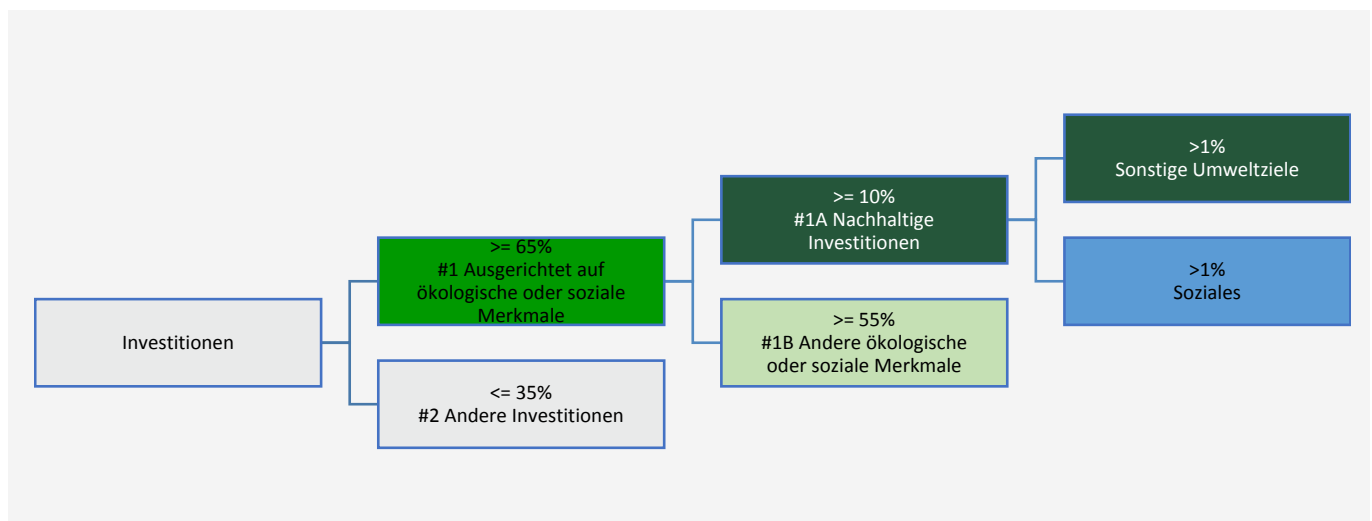 Investitionen
>= 65%
#1 Ausgerichtet auf
ökologische oder soziale
Merkmale
<= 35%
#2 Andere Investitionen
>= 10%
#1A Nachhaltige
Investitionen
>= 55%
#1B Andere ökologische
oder soziale Merkmale
>1%
Sonstige Umweltziele
>1%
Soziales